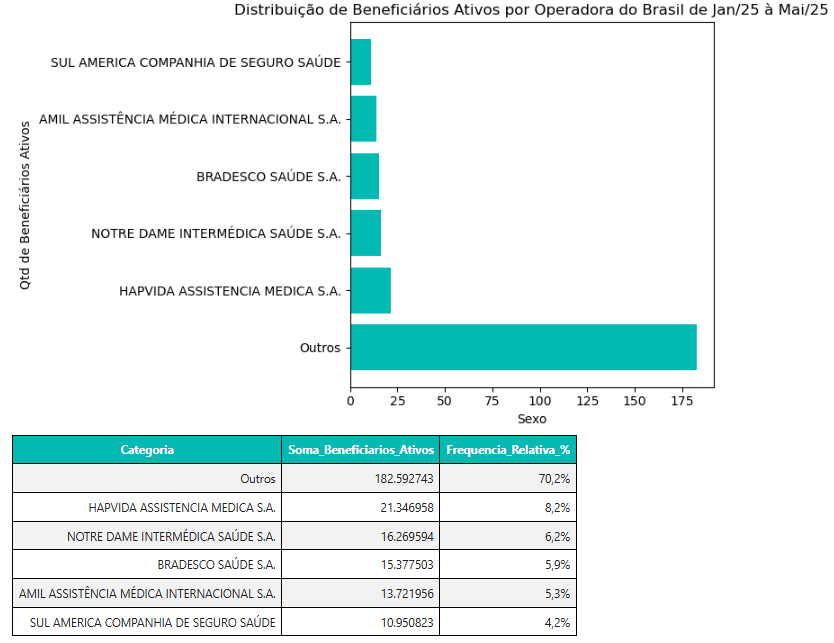 Distribuição de Beneficiários Ativos por Operadora do Brasil de Jan/25 à Mai/25
Qtd de Beneficiários Ativos
SUL AMERICA COMPANHIA DE SEGURO SAÚDE
AMIL ASSISTÊNCIA MÉDICA INTERNACIONAL S.A.
BRADESCO SAÚDE S.A.
NOTRE DAME INTERMÉDICA SAÚDE S.A.
HAPVIDA ASSISTENCIA MEDICA S.A.
Outros
0 25 50 75 100 125 150 175
Sexo
Categoria Soma_Beneficiarios_Ativos Frequencia_Relativa_%
Outros 182.592743 70,2%
HAPVIDA ASSISTENCIA MEDICA S.A. 21.346958 8,2%
NOTRE DAME INTERMÉDICA SAÚDE S.A. 16.269594 6,2%
BRADESCO SAÚDE S.A. 15.377503 5,9%
AMIL ASSISTÊNCIA MÉDICA INTERNACIONAL S.A. 13.721956 5,3%
SUL AMERICA COMPANHIA DE SEGURO SAÚDE 10.950823 4,2%